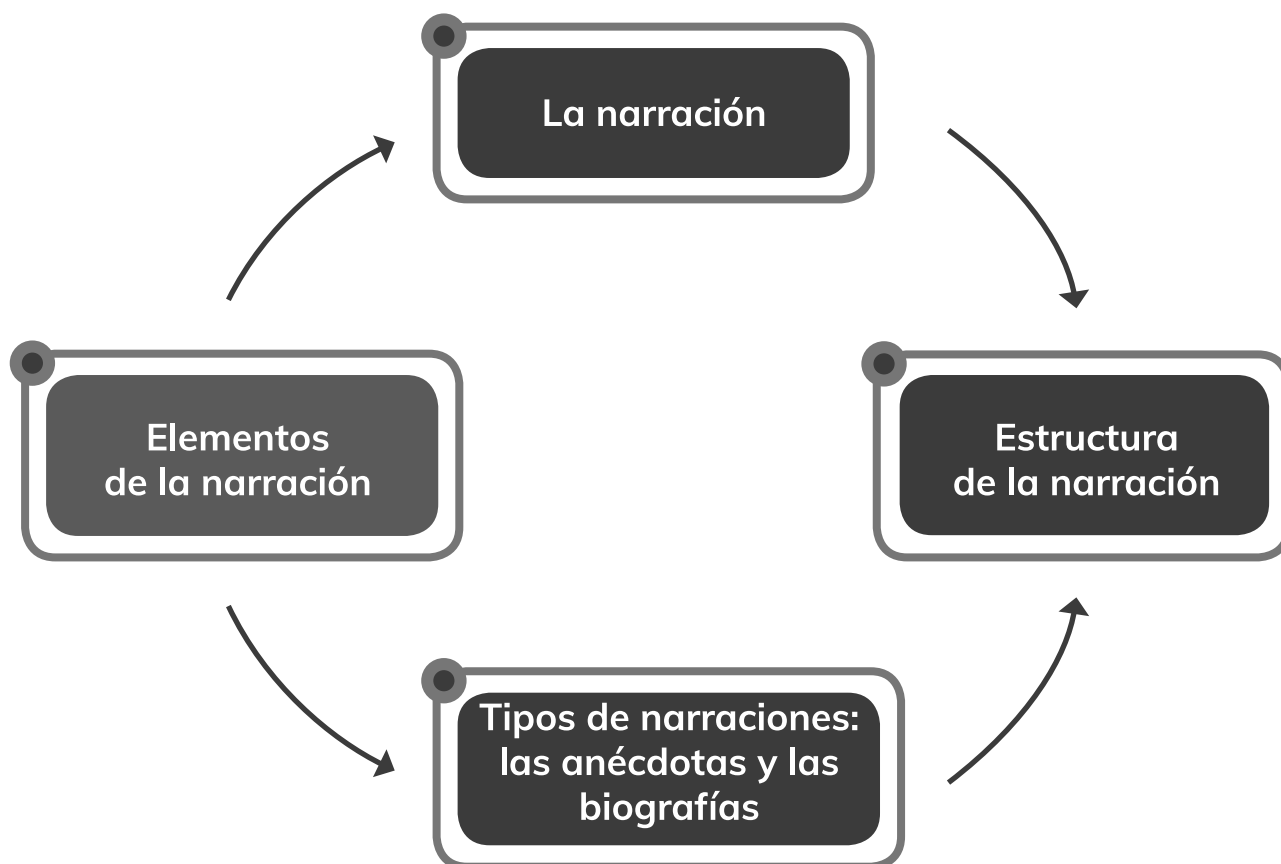 La narración
Elementos
de la narración
Estructura
de la narración
Tipos de narraciones:
las anécdotas y las
biografías